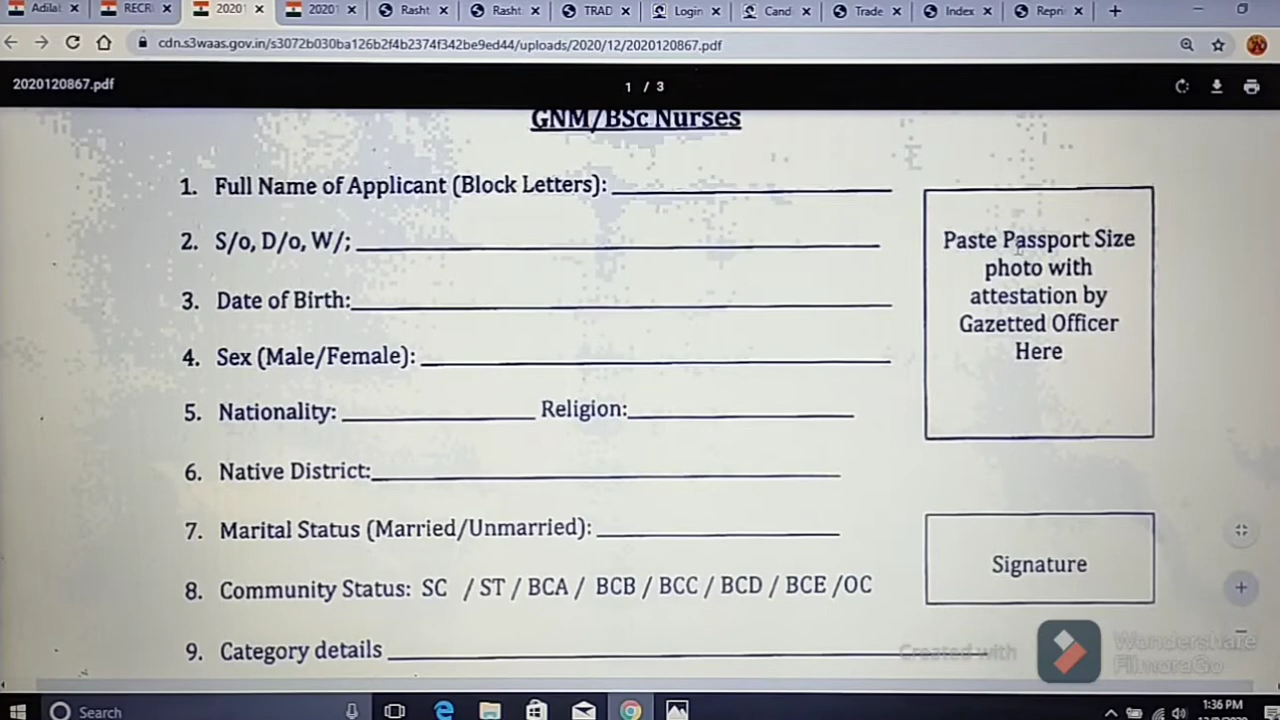 Adilab
RECRU
2020
2020
Rasht
Rasht
TRAD
Login
Cand
Trade
Index
Repri
cdn.s3waas.gov.in/s3072b030ba126b2f4b2374f342be9ed44/uploads/2020/12/2020120867.pdf
2020120867.pdf
1 / 3
GNM/BSc Nurses
1. Full Name of Applicant (Block Letters):
2. S/o, D/o, W/;
3. Date of Birth:
4. Sex (Male/Female):
5. Nationality: Religion:
6. Native District:
7. Marital Status (Married/Unmarried):
8. Community Status: SC / ST / BCA / BCB / BCC / BCD / BCE /OC
9. Category details
Paste Passport Size
photo with
attestation by
Gazetted Officer
Here
Signature
Created with
Wondershare
FilmoraGo
Search
1:36 PM